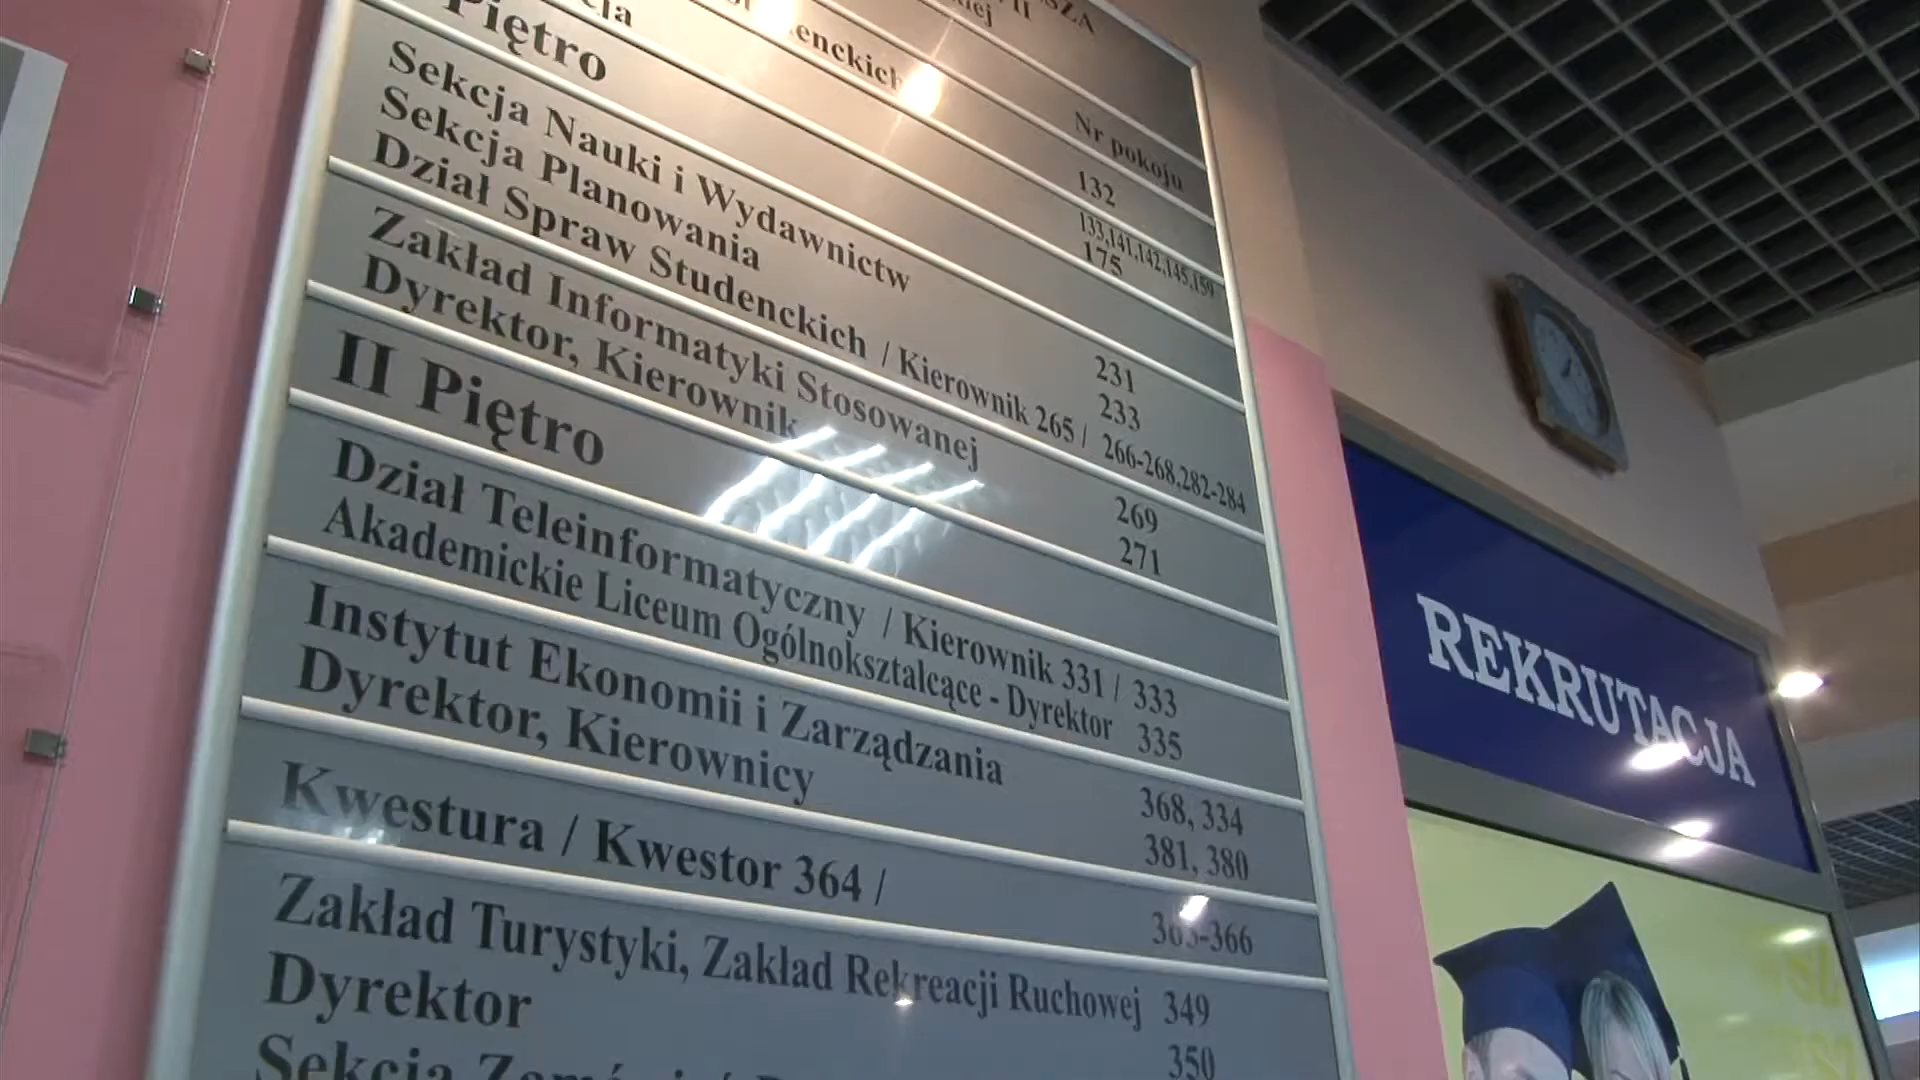 Nr pokoju
132
133,141,142,145,159
175
Piętro
Sekcja Nauki i Wydawnictw 231
Sekcja Planowania 233
Dział Spraw Studenckich / Kierownik 265 / 266-268,282-284
Zakład Informatyki Stosowanej 269
Dyrektor, Kierownik 271
II Piętro
Dział Teleinformatyczny / Kierownik 331 / 333
Akademickie Liceum Ogólnokształcące - Dyrektor 335
Instytut Ekonomii i Zarządzania 368, 334
Dyrektor, Kierownicy 381, 380
Kwestura / Kwestor 364 / 365-366
Zakład Turystyki, Zakład Rekreacji Ruchowej 349
Dyrektor 350
Sekcja
REKRUTACJA